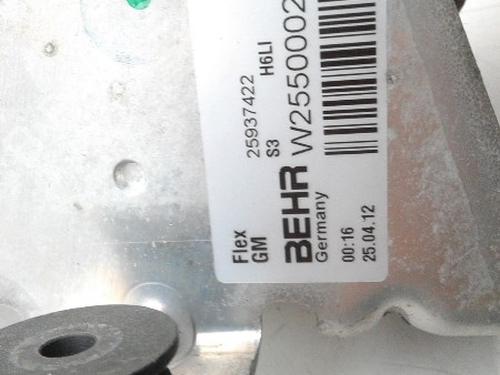 Flex 25937422 H6LI
GM S3
BEHR W2550002
Germany
00:16
25.04.12